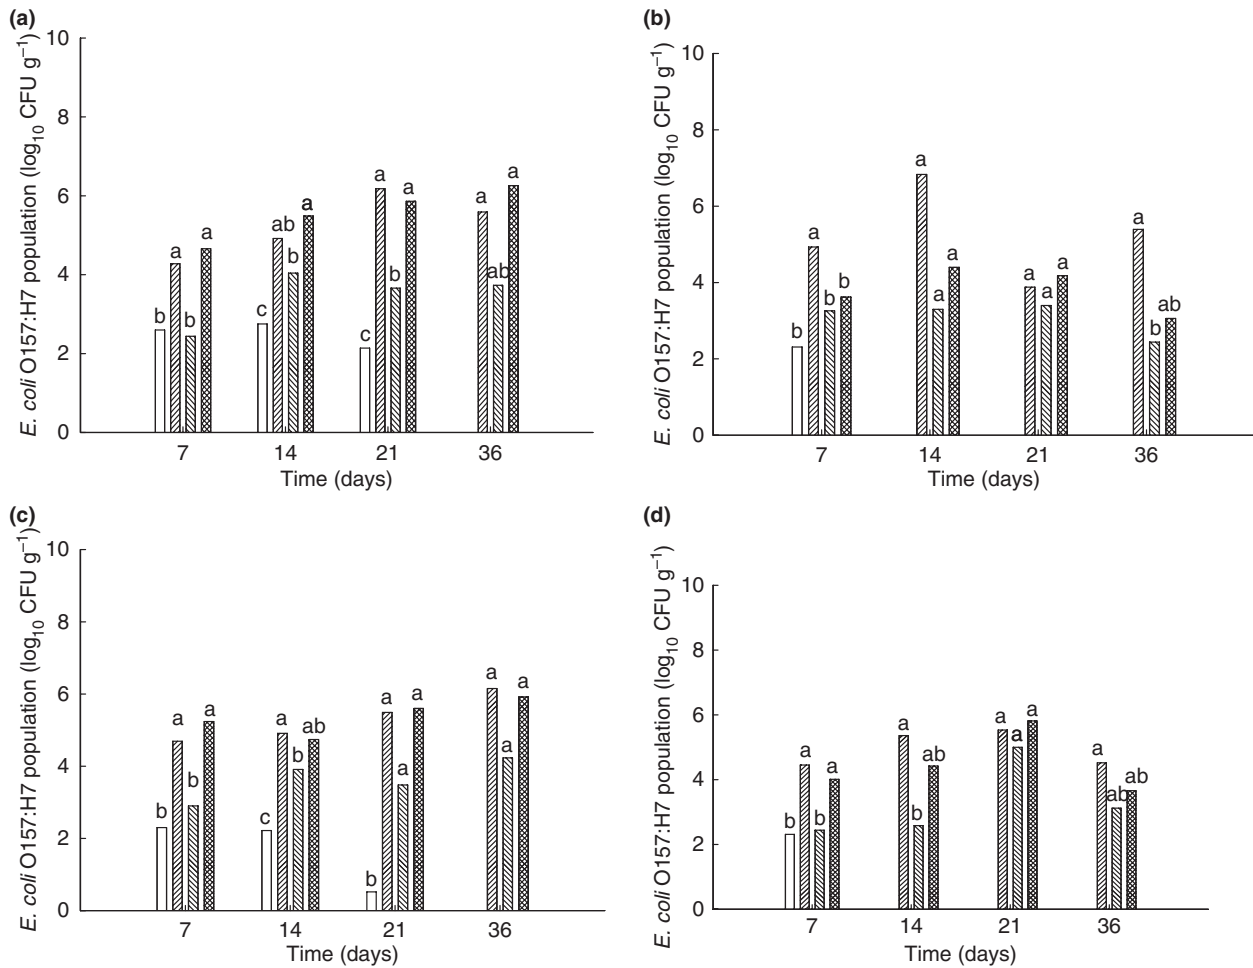 (a)
E. coli O157:H7 population (log10 CFU g–1)
10
8
6
4
2
0
b a b a
c ab b a
c a b a
a ab a
7 14 21 36
Time (days)
(b)
E. coli O157:H7 population (log10 CFU g–1)
10
8
6
4
2
0
b a b b
a a a
a a a
a b ab
7 14 21 36
Time (days)
(c)
E. coli O157:H7 population (log10 CFU g–1)
10
8
6
4
2
0
b a b a
c a b ab
b a a a
a a a
7 14 21 36
Time (days)
(d)
E. coli O157:H7 population (log10 CFU g–1)
10
8
6
4
2
0
b a b a
a b ab
a a a
a ab ab
7 14 21 36
Time (days)